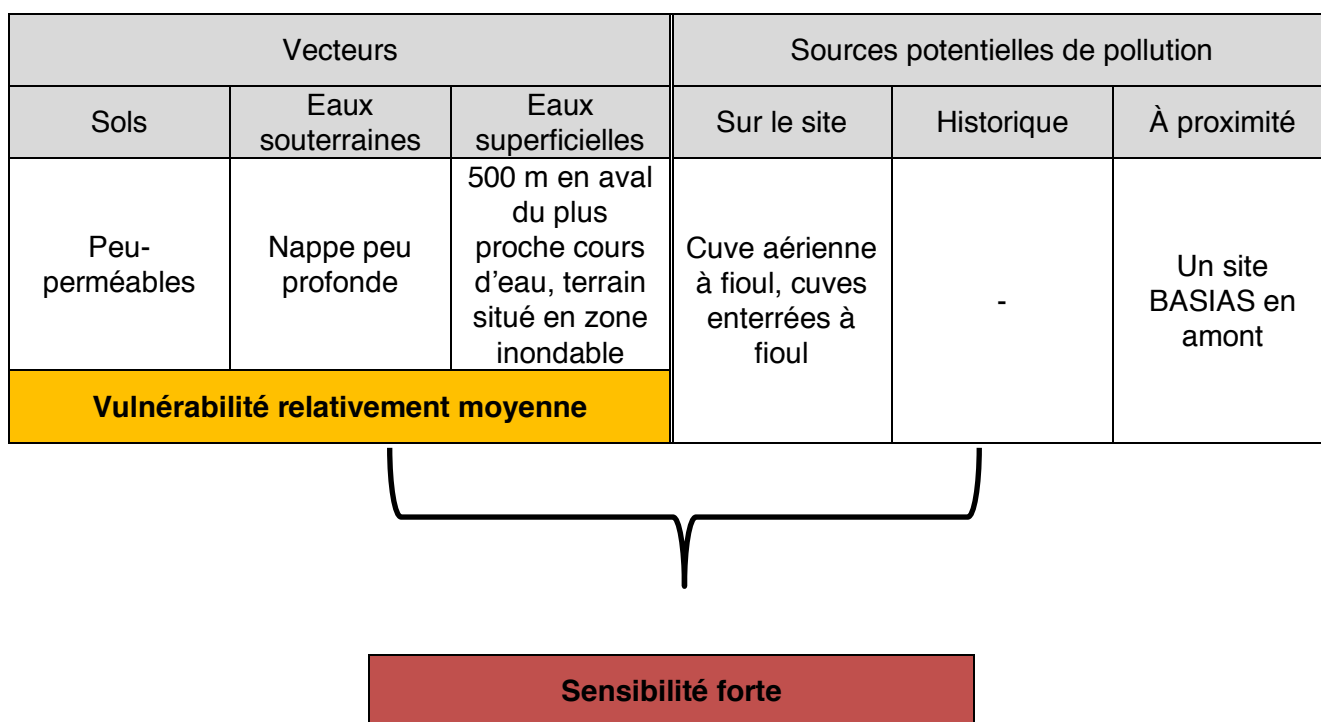 Vecteurs
Sources potentielles de pollution
Sols
Eaux
souterraines
Eaux
superficielles
Sur le site
Historique
À proximité
Peu-
perméables
Nappe peu
profonde
500 m en aval
du plus
proche cours
d’eau, terrain
situé en zone
inondable
Cuve aérienne
à fioul, cuves
enterrées à
fioul
-
Un site
BASIAS en
amont
Vulnérabilité relativement moyenne
Sensibilité forte